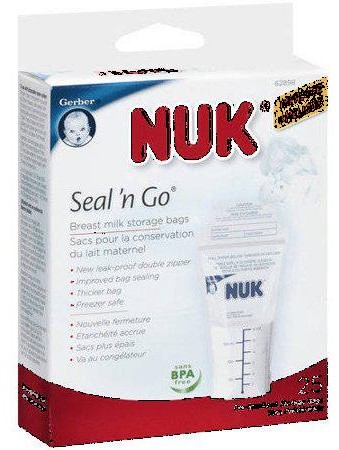 62898
Gerber®
NUK®
Seal 'n Go®
Breast milk storage bags
Sacs pour la conservation
du lait maternel
• New leak-proof double zipper
• Improved bag sealing
• Thicker bag
• Freezer safe
• Nouvelle fermeture
• Étanchéité accrue
• Sacs plus épais
• Va au congélateur
NUK
sans
BPA
free
25